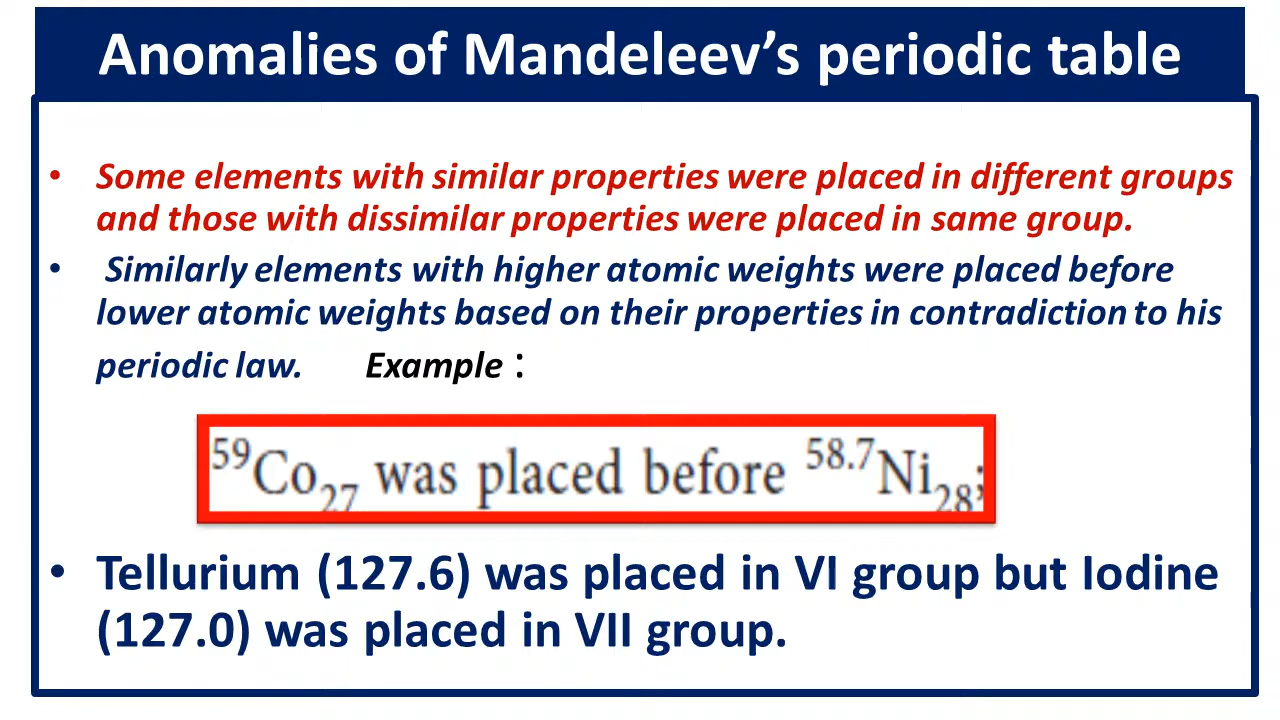 Anomalies of Mandeleev’s periodic table
• Some elements with similar properties were placed in different groups
and those with dissimilar properties were placed in same group.
• Similarly elements with higher atomic weights were placed before
lower atomic weights based on their properties in contradiction to his
periodic law. Example :
⁵⁹Co₂₇ was placed before ⁵⁸·⁷Ni₂₈;
• Tellurium (127.6) was placed in VI group but Iodine
(127.0) was placed in VII group.